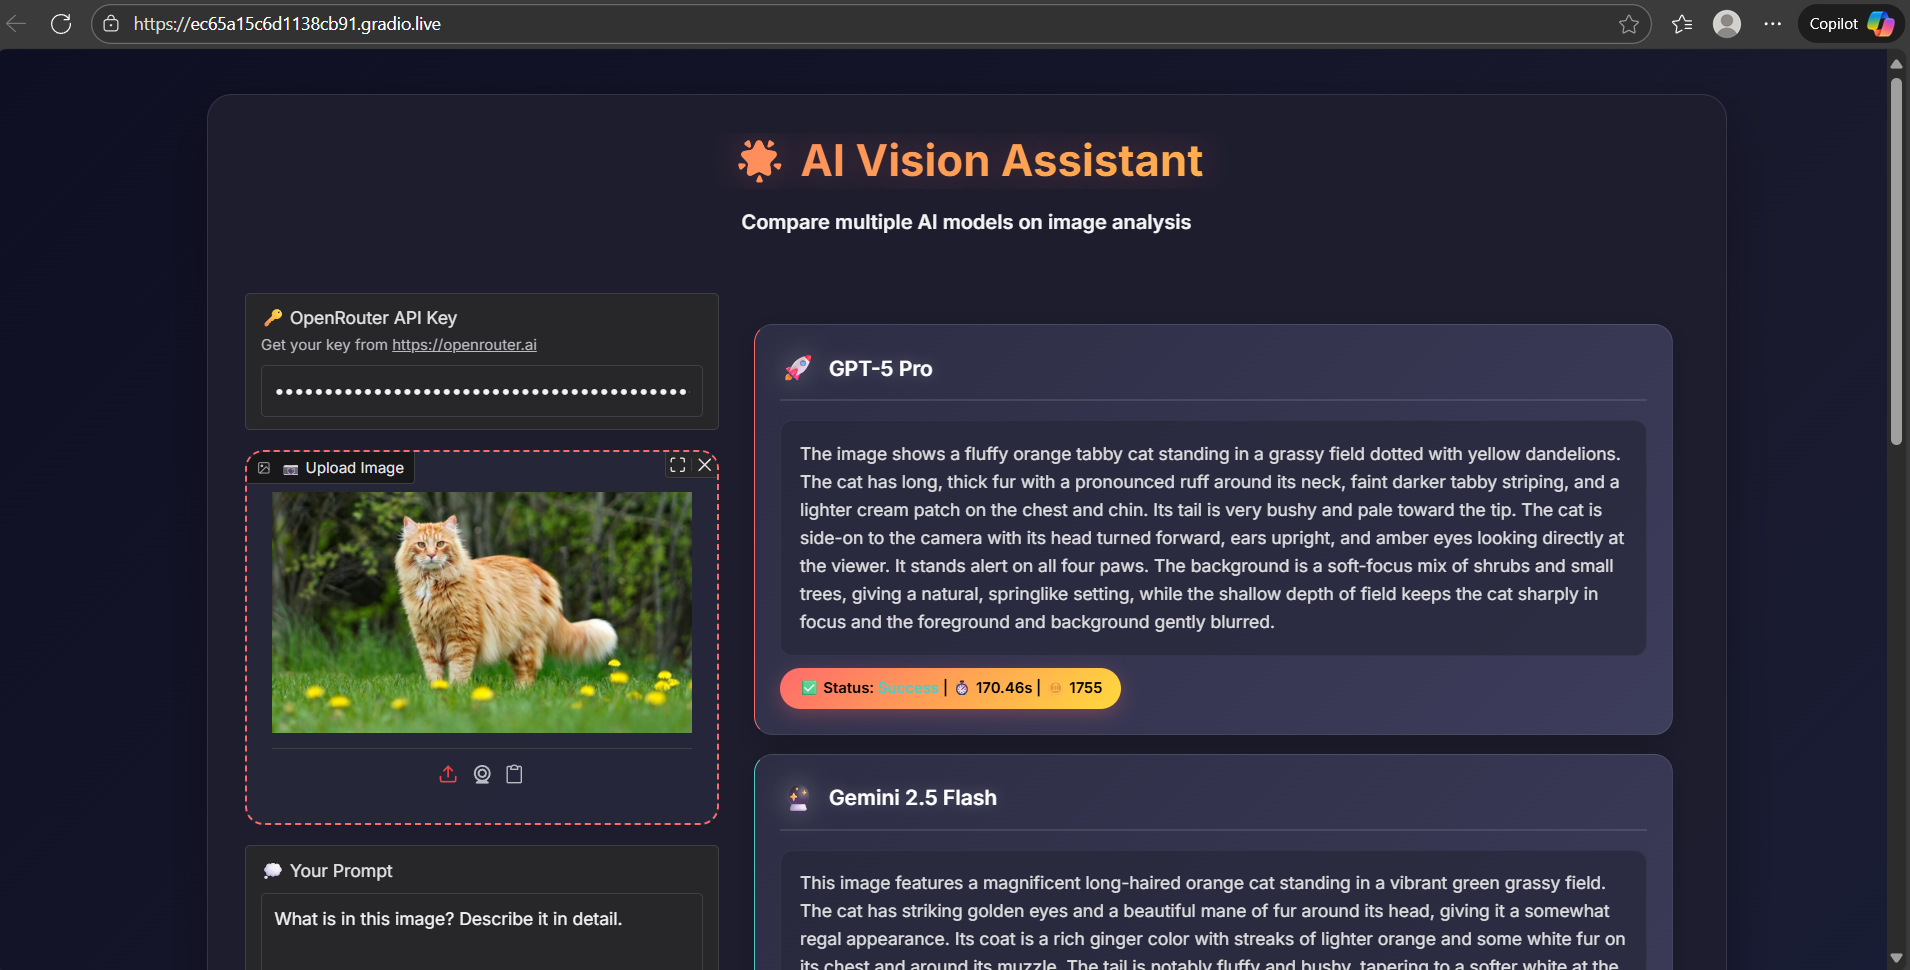 https://ec65a15c6d1138cb91.gradio.live
Copilot
AI Vision Assistant
Compare multiple AI models on image analysis
OpenRouter API Key
Get your key from https://openrouter.ai
Upload Image
Your Prompt
What is in this image? Describe it in detail.
GPT-5 Pro
The image shows a fluffy orange tabby cat standing in a grassy field dotted with yellow dandelions.
The cat has long, thick fur with a pronounced ruff around its neck, faint darker tabby striping, and a
lighter cream patch on the chest and chin. Its tail is very bushy and pale toward the tip. The cat is
side-on to the camera with its head turned forward, ears upright, and amber eyes looking directly at
the viewer. It stands alert on all four paws. The background is a soft-focus mix of shrubs and small
trees, giving a natural, springlike setting, while the shallow depth of field keeps the cat sharply in
focus and the foreground and background gently blurred.
Status: Success | 170.46s | 1755
Gemini 2.5 Flash
This image features a magnificent long-haired orange cat standing in a vibrant green grassy field.
The cat has striking golden eyes and a beautiful mane of fur around its head, giving it a somewhat
regal appearance. Its coat is a rich ginger color with streaks of lighter orange and some white fur on
its chest and around its muzzle. The tail is notably fluffy and bushy, tapering to a softer white at the